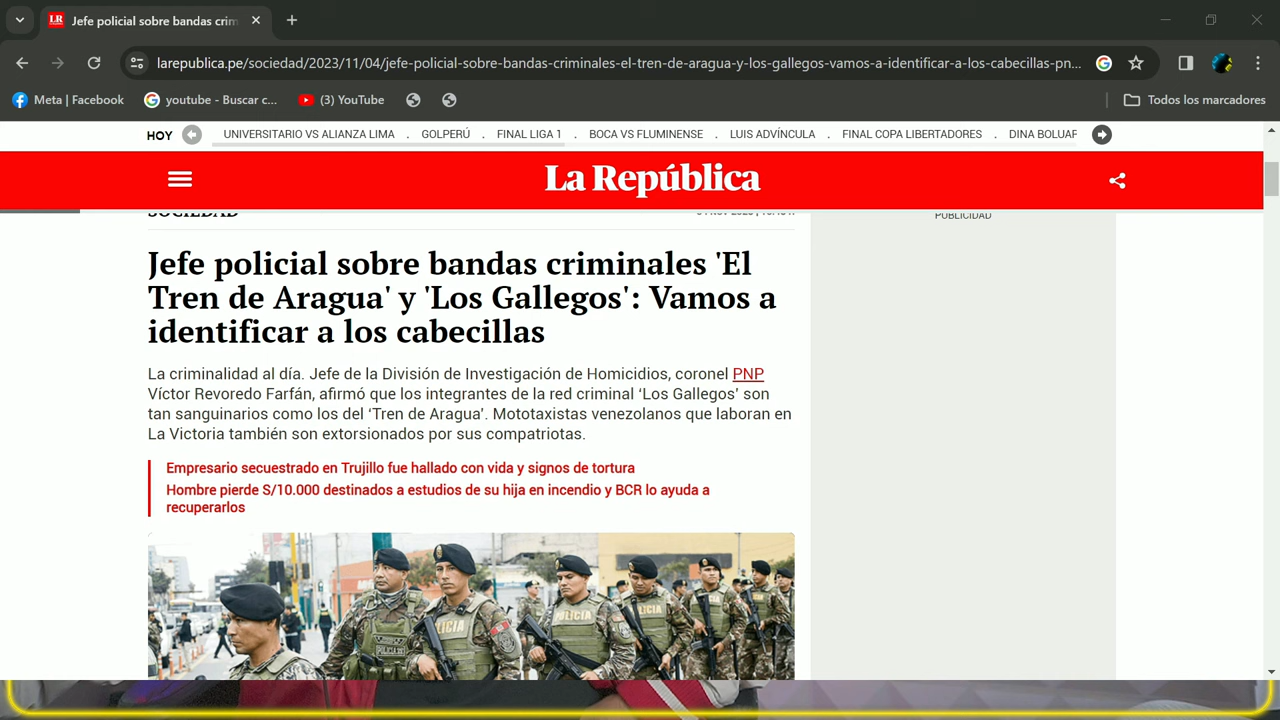 Jefe policial sobre bandas crim
larepublica.pe/sociedad/2023/11/04/jefe-policial-sobre-bandas-criminales-el-tren-de-aragua-y-los-gallegos-vamos-a-identificar-a-los-cabecillas-pn...
Meta | Facebook
youtube - Buscar c...
(3) YouTube
Todos los marcadores
HOY
UNIVERSITARIO VS ALIANZA LIMA . GOLPERÚ . FINAL LIGA 1 . BOCA VS FLUMINENSE . LUIS ADVÍNCULA . FINAL COPA LIBERTADORES . DINA BOLUAR
La República
SOCIEDAD
PUBLICIDAD
Jefe policial sobre bandas criminales 'El
Tren de Aragua' y 'Los Gallegos': Vamos a
identificar a los cabecillas
La criminalidad al día. Jefe de la División de Investigación de Homicidios, coronel PNP
Víctor Revoredo Farfán, afirmó que los integrantes de la red criminal ‘Los Gallegos’ son
tan sanguinarios como los del ‘Tren de Aragua’. Mototaxistas venezolanos que laboran en
La Victoria también son extorsionados por sus compatriotas.
Empresario secuestrado en Trujillo fue hallado con vida y signos de tortura
Hombre pierde S/10.000 destinados a estudios de su hija en incendio y BCR lo ayuda a
recuperarlos
POLICIA
POLICIA